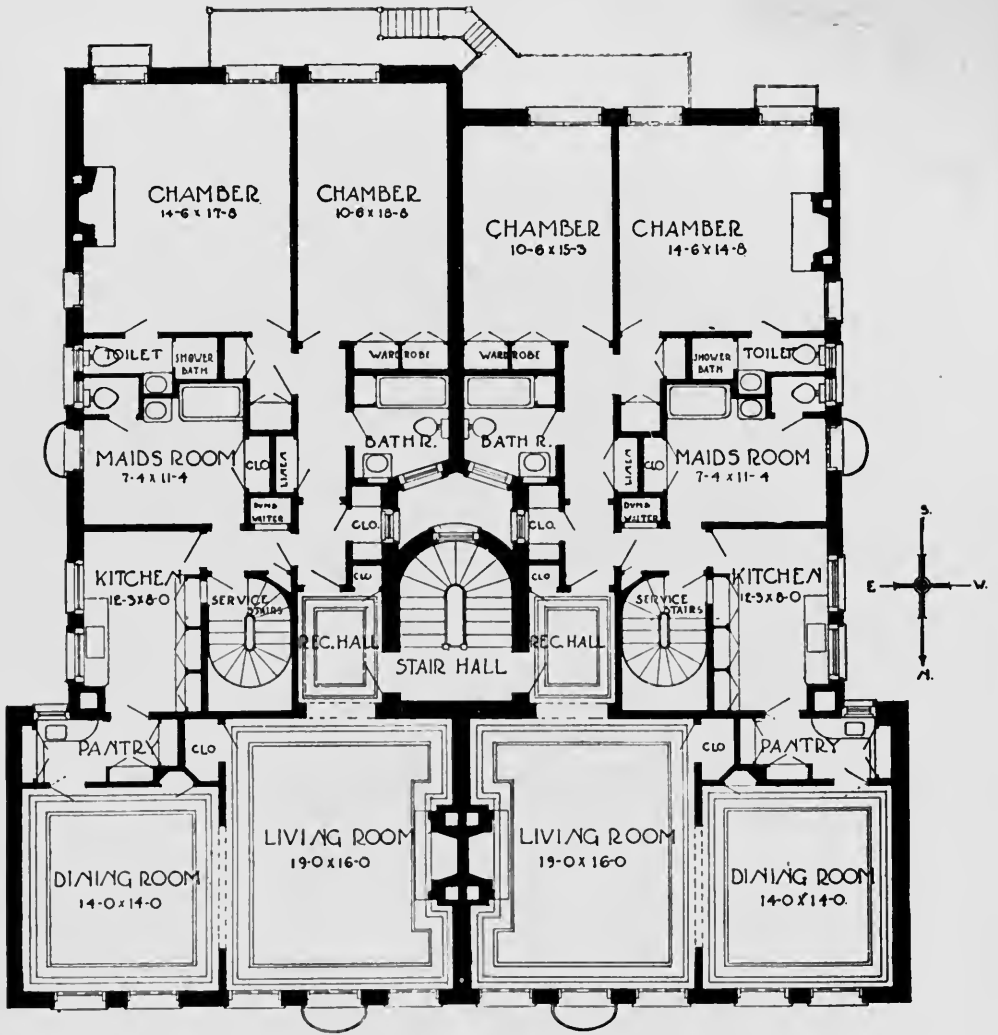 CHAMBER
14-6 X 17-8
CHAMBER
10-6 X 18-8
CHAMBER
10-6 X 15-3
CHAMBER
14-6 X 14-8
TOILET
SHOWER
BATH
WARDROBE
WARDROBE
SHOWER
BATH
TOILET
MAIDS ROOM
7-4 X 11-4
CLO
LINEN
BATH R.
BATH R.
LINEN
CLO
MAIDS ROOM
7-4 X 11-4
DUMB
WAITER
CLO.
CLO.
DUMB
WAITER
S.
E
W.
N.
KITCHEN
12-3 X 8-0
SERVICE
STAIRS
CLO
CLO
SERVICE
STAIRS
KITCHEN
12-3 X 8-0
REC. HALL
STAIR HALL
REC. HALL
PANTRY
CLO
CLO
PANTRY
LIVING ROOM
19-0 X 16-0
LIVING ROOM
19-0 X 16-0
DINING ROOM
14-0 X 14-0
DINING ROOM
14-0 X 14-0.